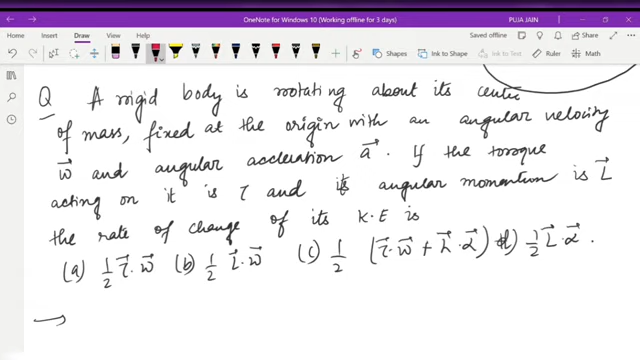 OneNote for Windows 10 (Working offline for 3 days)
PUJA JAIN
Home Insert Draw View Help
Saved offline
Shapes Ink to Shape Ink to Text Math Ruler
Q A rigid body is rotating about its cente
of mass, fixed at the origin with an angular velocity
w⃗ and angular accleration a⃗. If the torque
acting on it is τ and its angular momentum is L⃗
the rate of change of its K.E is
(a) 1/2 τ⃗.w⃗ (b) 1/2 L⃗.w⃗ (c) 1/2 (τ⃗.w⃗ + L⃗.α⃗) d) 1/2 L⃗.α⃗.
→